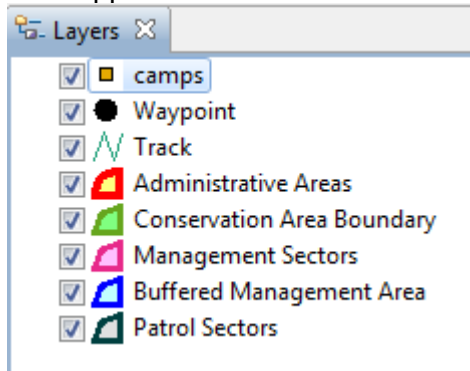 Layers
camps
Waypoint
Track
Administrative Areas
Conservation Area Boundary
Management Sectors
Buffered Management Area
Patrol Sectors